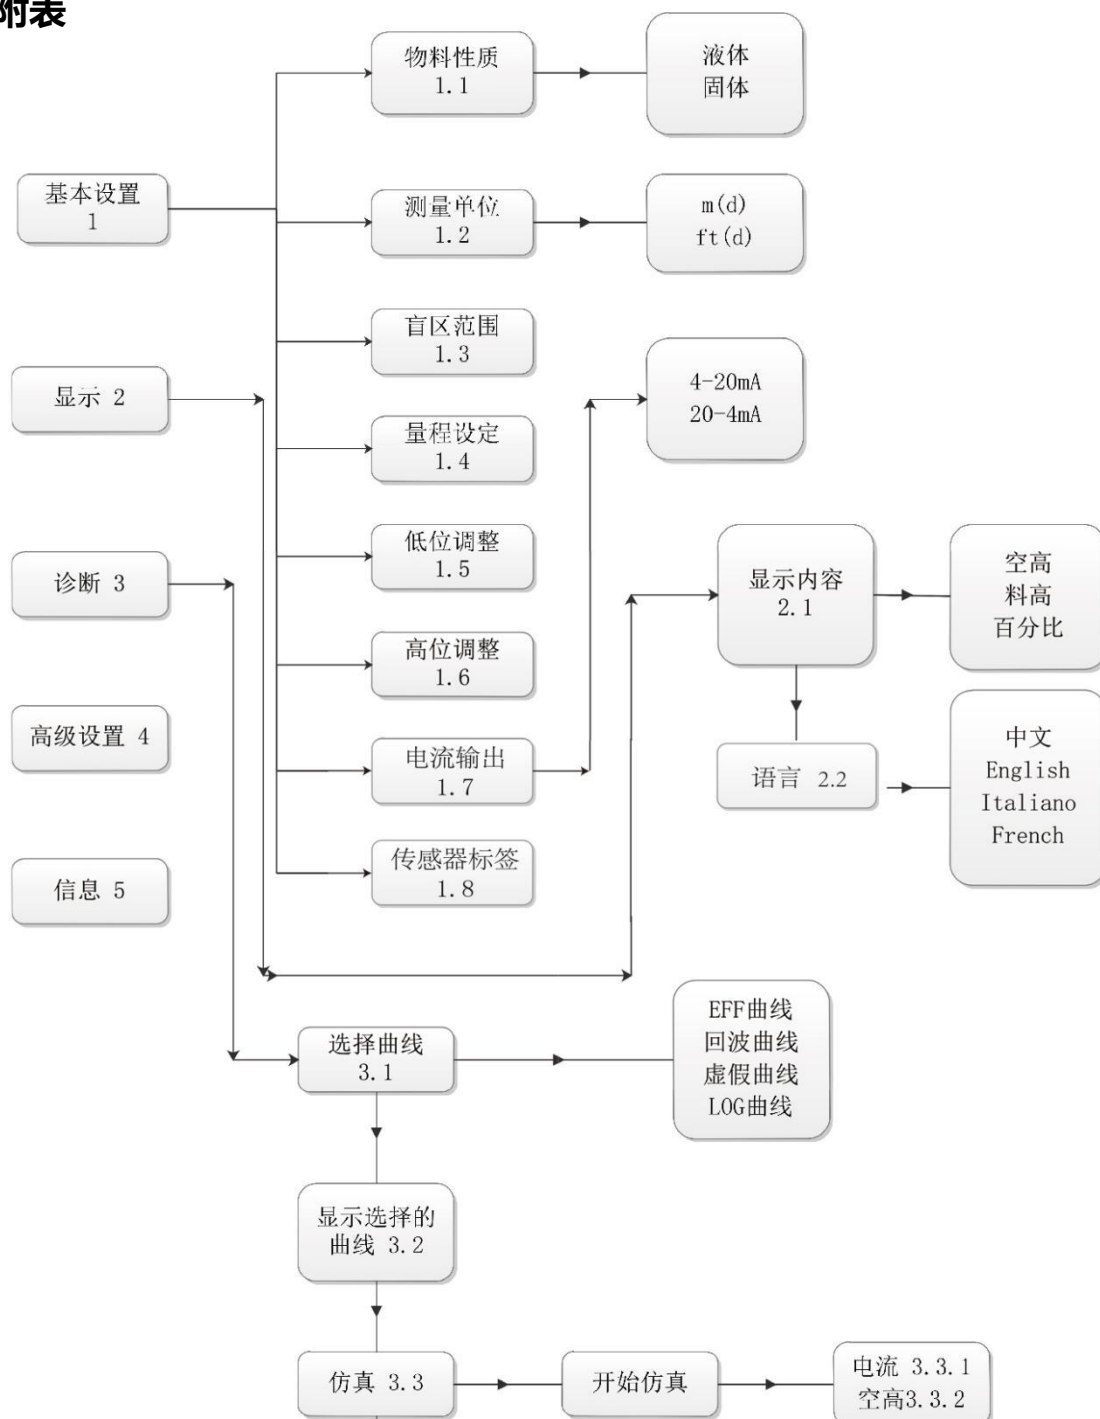 附表
物料性质
1.1
液体
固体
基本设置
1
测量单位
1.2
m(d)
ft(d)
盲区范围
1.3
显示 2
4-20mA
20-4mA
量程设定
1.4
诊断 3
低位调整
1.5
显示内容
2.1
空高
料高
百分比
高位调整
1.6
高级设置 4
电流输出
1.7
语言 2.2
中文
English
Italiano
French
信息 5
传感器标签
1.8
选择曲线
3.1
EFF曲线
回波曲线
虚假曲线
LOG曲线
显示选择的
曲线 3.2
仿真 3.3
开始仿真
电流 3.3.1
空高3.3.2